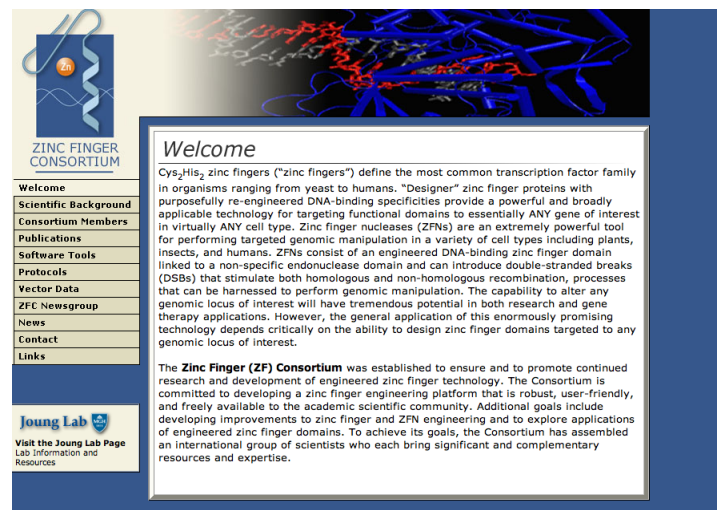 Zn
ZINC FINGER
CONSORTIUM
Welcome
Scientific Background
Consortium Members
Publications
Software Tools
Protocols
Vector Data
ZFC Newsgroup
News
Contact
Links
Joung Lab
Visit the Joung Lab Page
Lab Information and
Resources
Welcome
Cys2His2 zinc fingers (“zinc fingers”) define the most common transcription factor family
in organisms ranging from yeast to humans. “Designer” zinc finger proteins with
purposefully re-engineered DNA-binding specificities provide a powerful and broadly
applicable technology for targeting functional domains to essentially ANY gene of interest
in virtually ANY cell type. Zinc finger nucleases (ZFNs) are an extremely powerful tool
for performing targeted genomic manipulation in a variety of cell types including plants,
insects, and humans. ZFNs consist of an engineered DNA-binding zinc finger domain
linked to a non-specific endonuclease domain and can introduce double-stranded breaks
(DSBs) that stimulate both homologous and non-homologous recombination, processes
that can be harnessed to perform genomic manipulation. The capability to alter any
genomic locus of interest will have tremendous potential in both research and gene
therapy applications. However, the general application of this enormously promising
technology depends critically on the ability to design zinc finger domains targeted to any
genomic locus of interest.
The Zinc Finger (ZF) Consortium was established to ensure and to promote continued
research and development of engineered zinc finger technology. The Consortium is
committed to developing a zinc finger engineering platform that is robust, user-friendly,
and freely available to the academic scientific community. Additional goals include
developing improvements to zinc finger and ZFN engineering and to explore applications
of engineered zinc finger domains. To achieve its goals, the Consortium has assembled
an international group of scientists who each bring significant and complementary
resources and expertise.